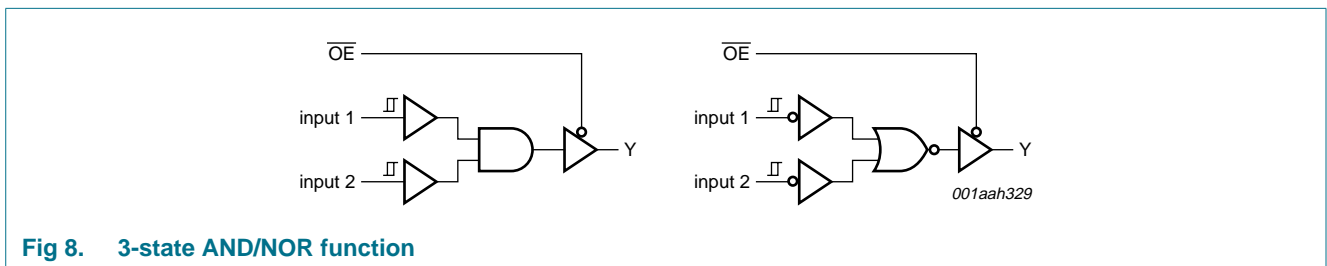 OE OE
input 1 input 1
Y Y
input 2 input 2
001aah329
Fig 8. 3-state AND/NOR function